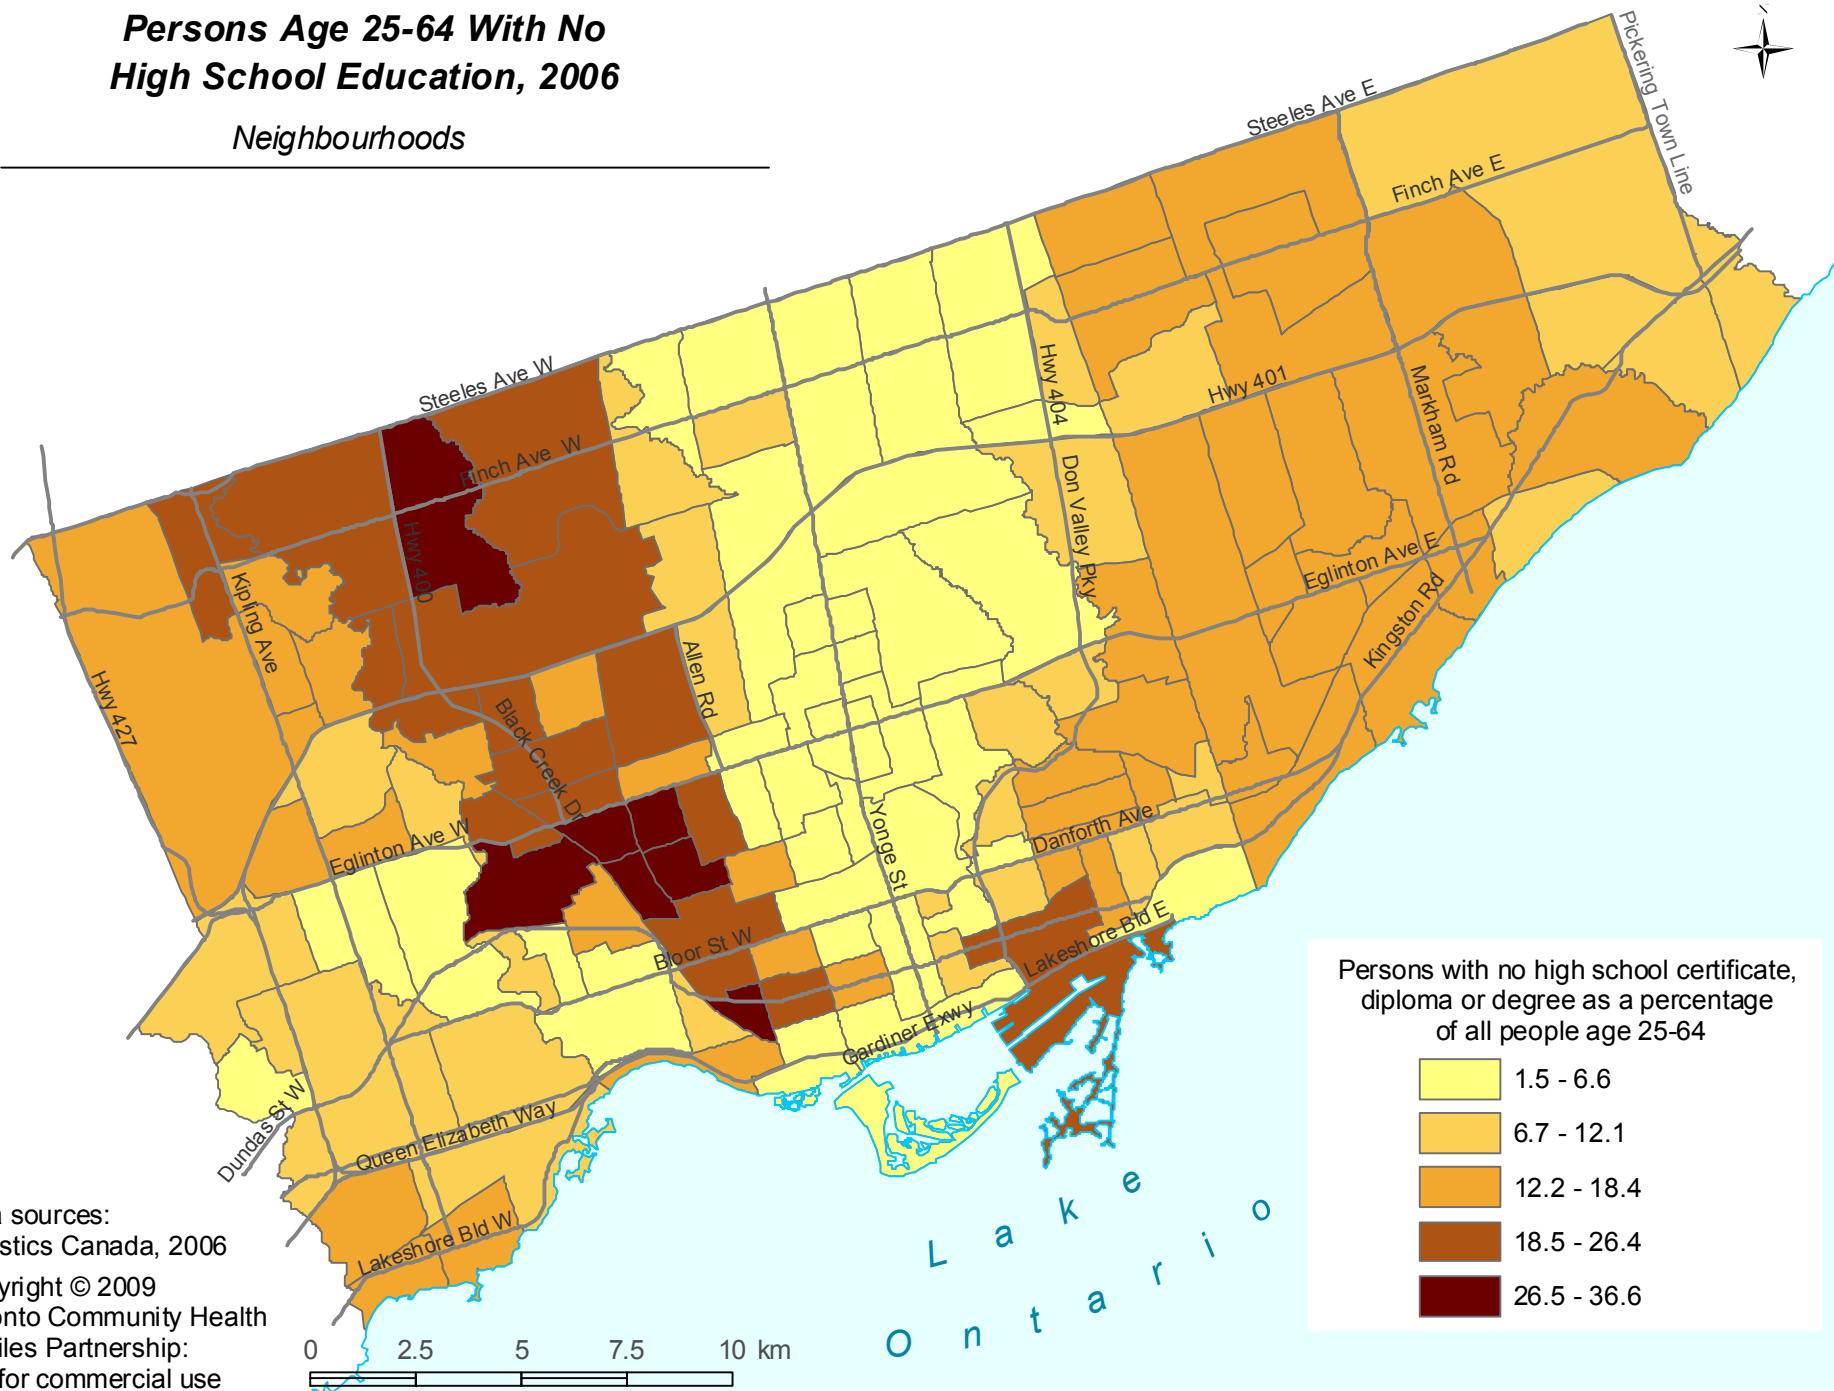 Persons Age 25-64 With No
High School Education, 2006
Neighbourhoods
N
Pickering Town Line
Steeles Ave E
Finch Ave E
Steeles Ave W
Finch Ave W
Hwy 404
Hwy 401
Markham Rd
Don Valley Pky
Hwy 400
Kipling Ave
Eglinton Ave E
Kingston Rd
Hwy 427
Allen Rd
Black Creek Dr
Eglinton Ave W
Yonge St
Danforth Ave
Bloor St W
Lakeshore Bld E
Gardiner Exwy
Dundas St W
Queen Elizabeth Way
Lakeshore Bld W
Lake
Ontario
Persons with no high school certificate,
diploma or degree as a percentage
of all people age 25-64
1.5 - 6.6
6.7 - 12.1
12.2 - 18.4
18.5 - 26.4
26.5 - 36.6
a sources:
stics Canada, 2006
yright © 2009
onto Community Health
iles Partnership:
for commercial use
0 2.5 5 7.5 10 km